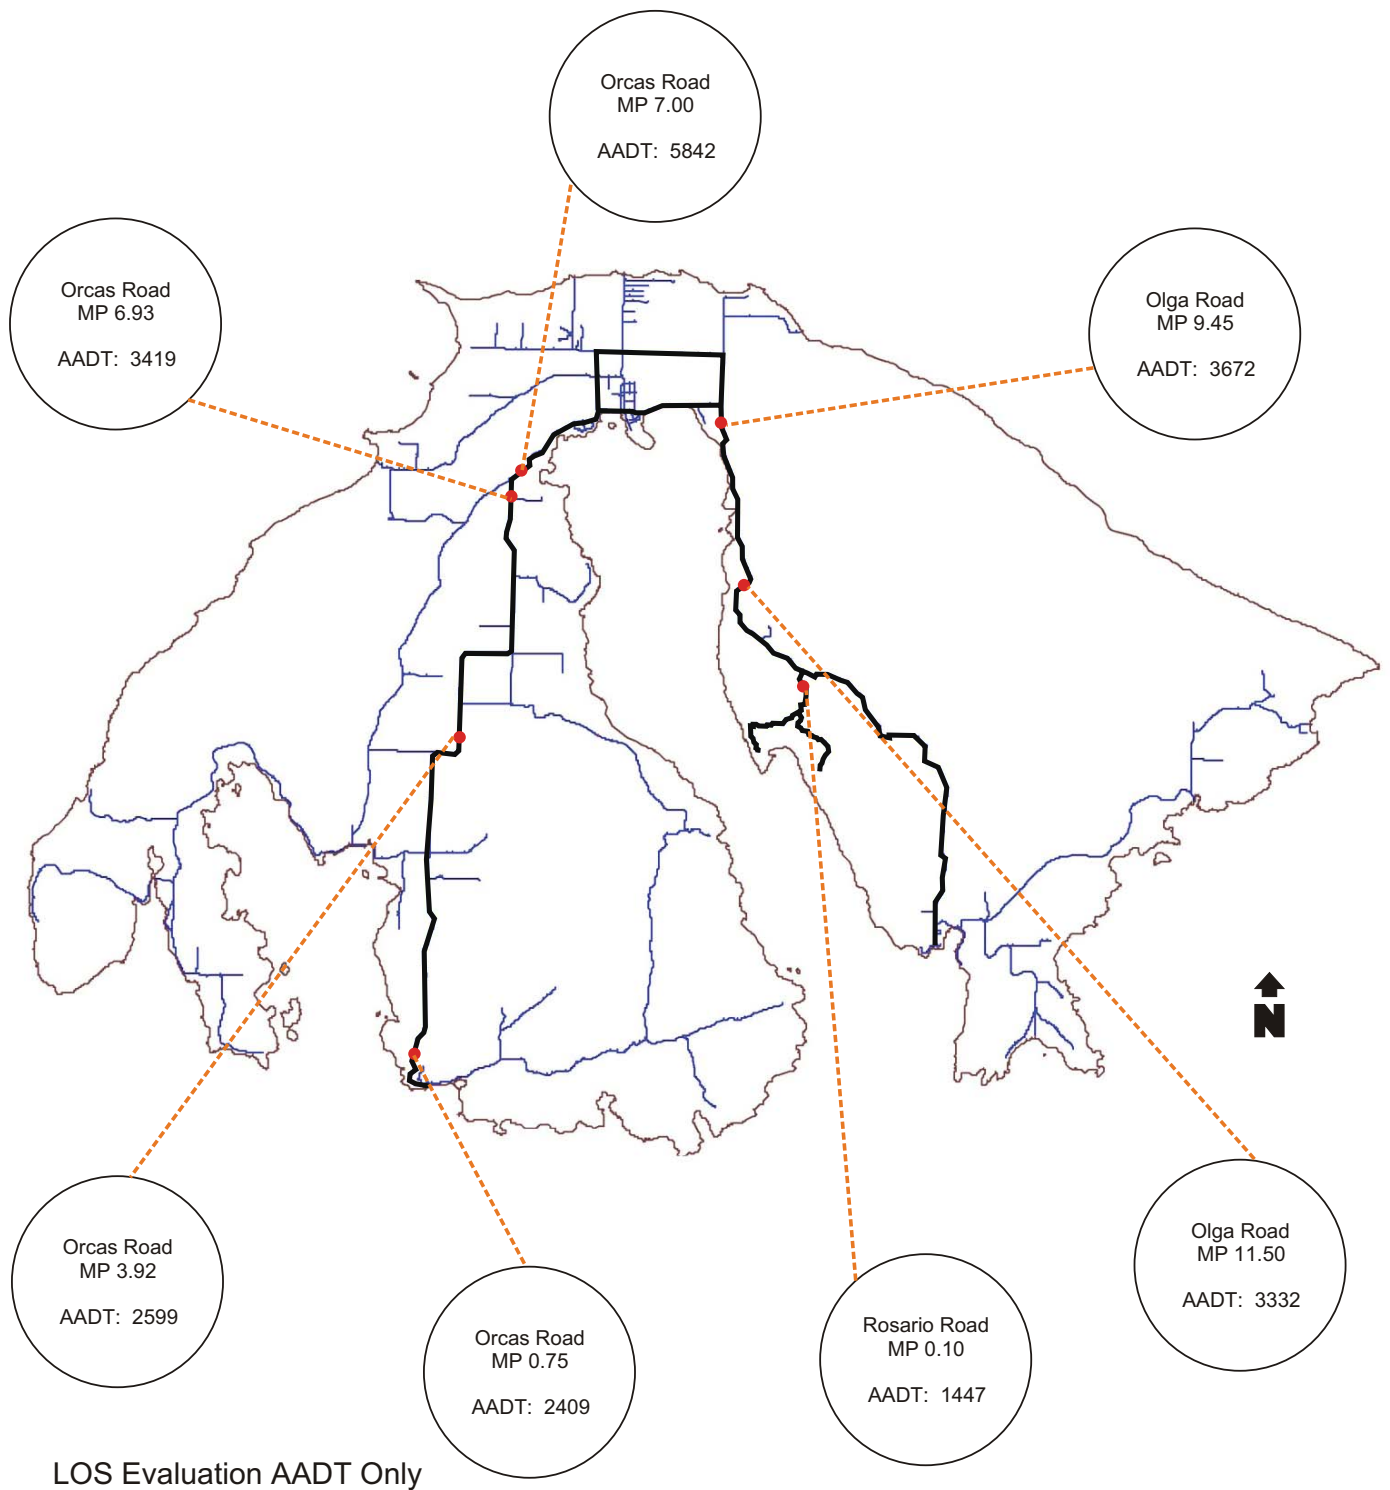 Orcas Road
MP 7.00
AADT: 5842
Orcas Road
MP 6.93
AADT: 3419
Olga Road
MP 9.45
AADT: 3672
N
Orcas Road
MP 3.92
AADT: 2599
Orcas Road
MP 0.75
AADT: 2409
Rosario Road
MP 0.10
AADT: 1447
Olga Road
MP 11.50
AADT: 3332
LOS Evaluation AADT Only